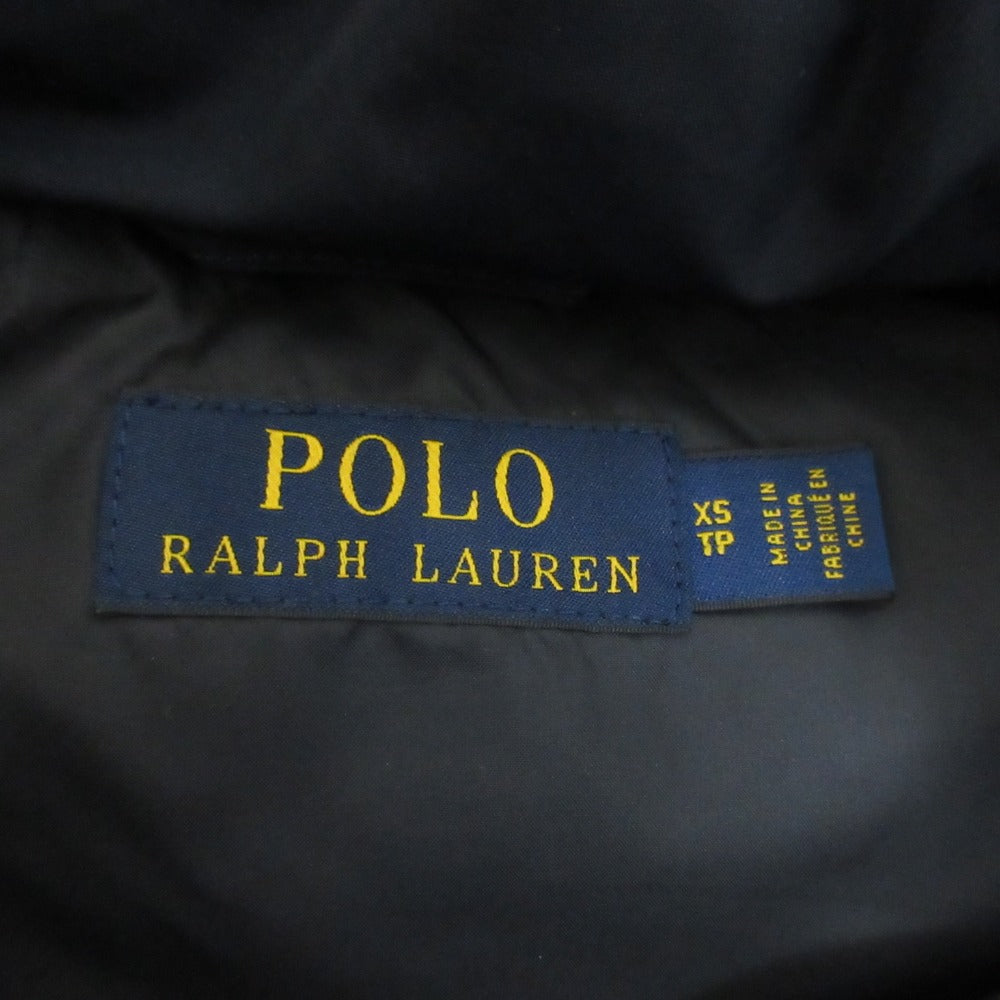 POLO
RALPH LAUREN
XS
TP
MADE IN
CHINA
FABRIQUÉ EN
CHINE